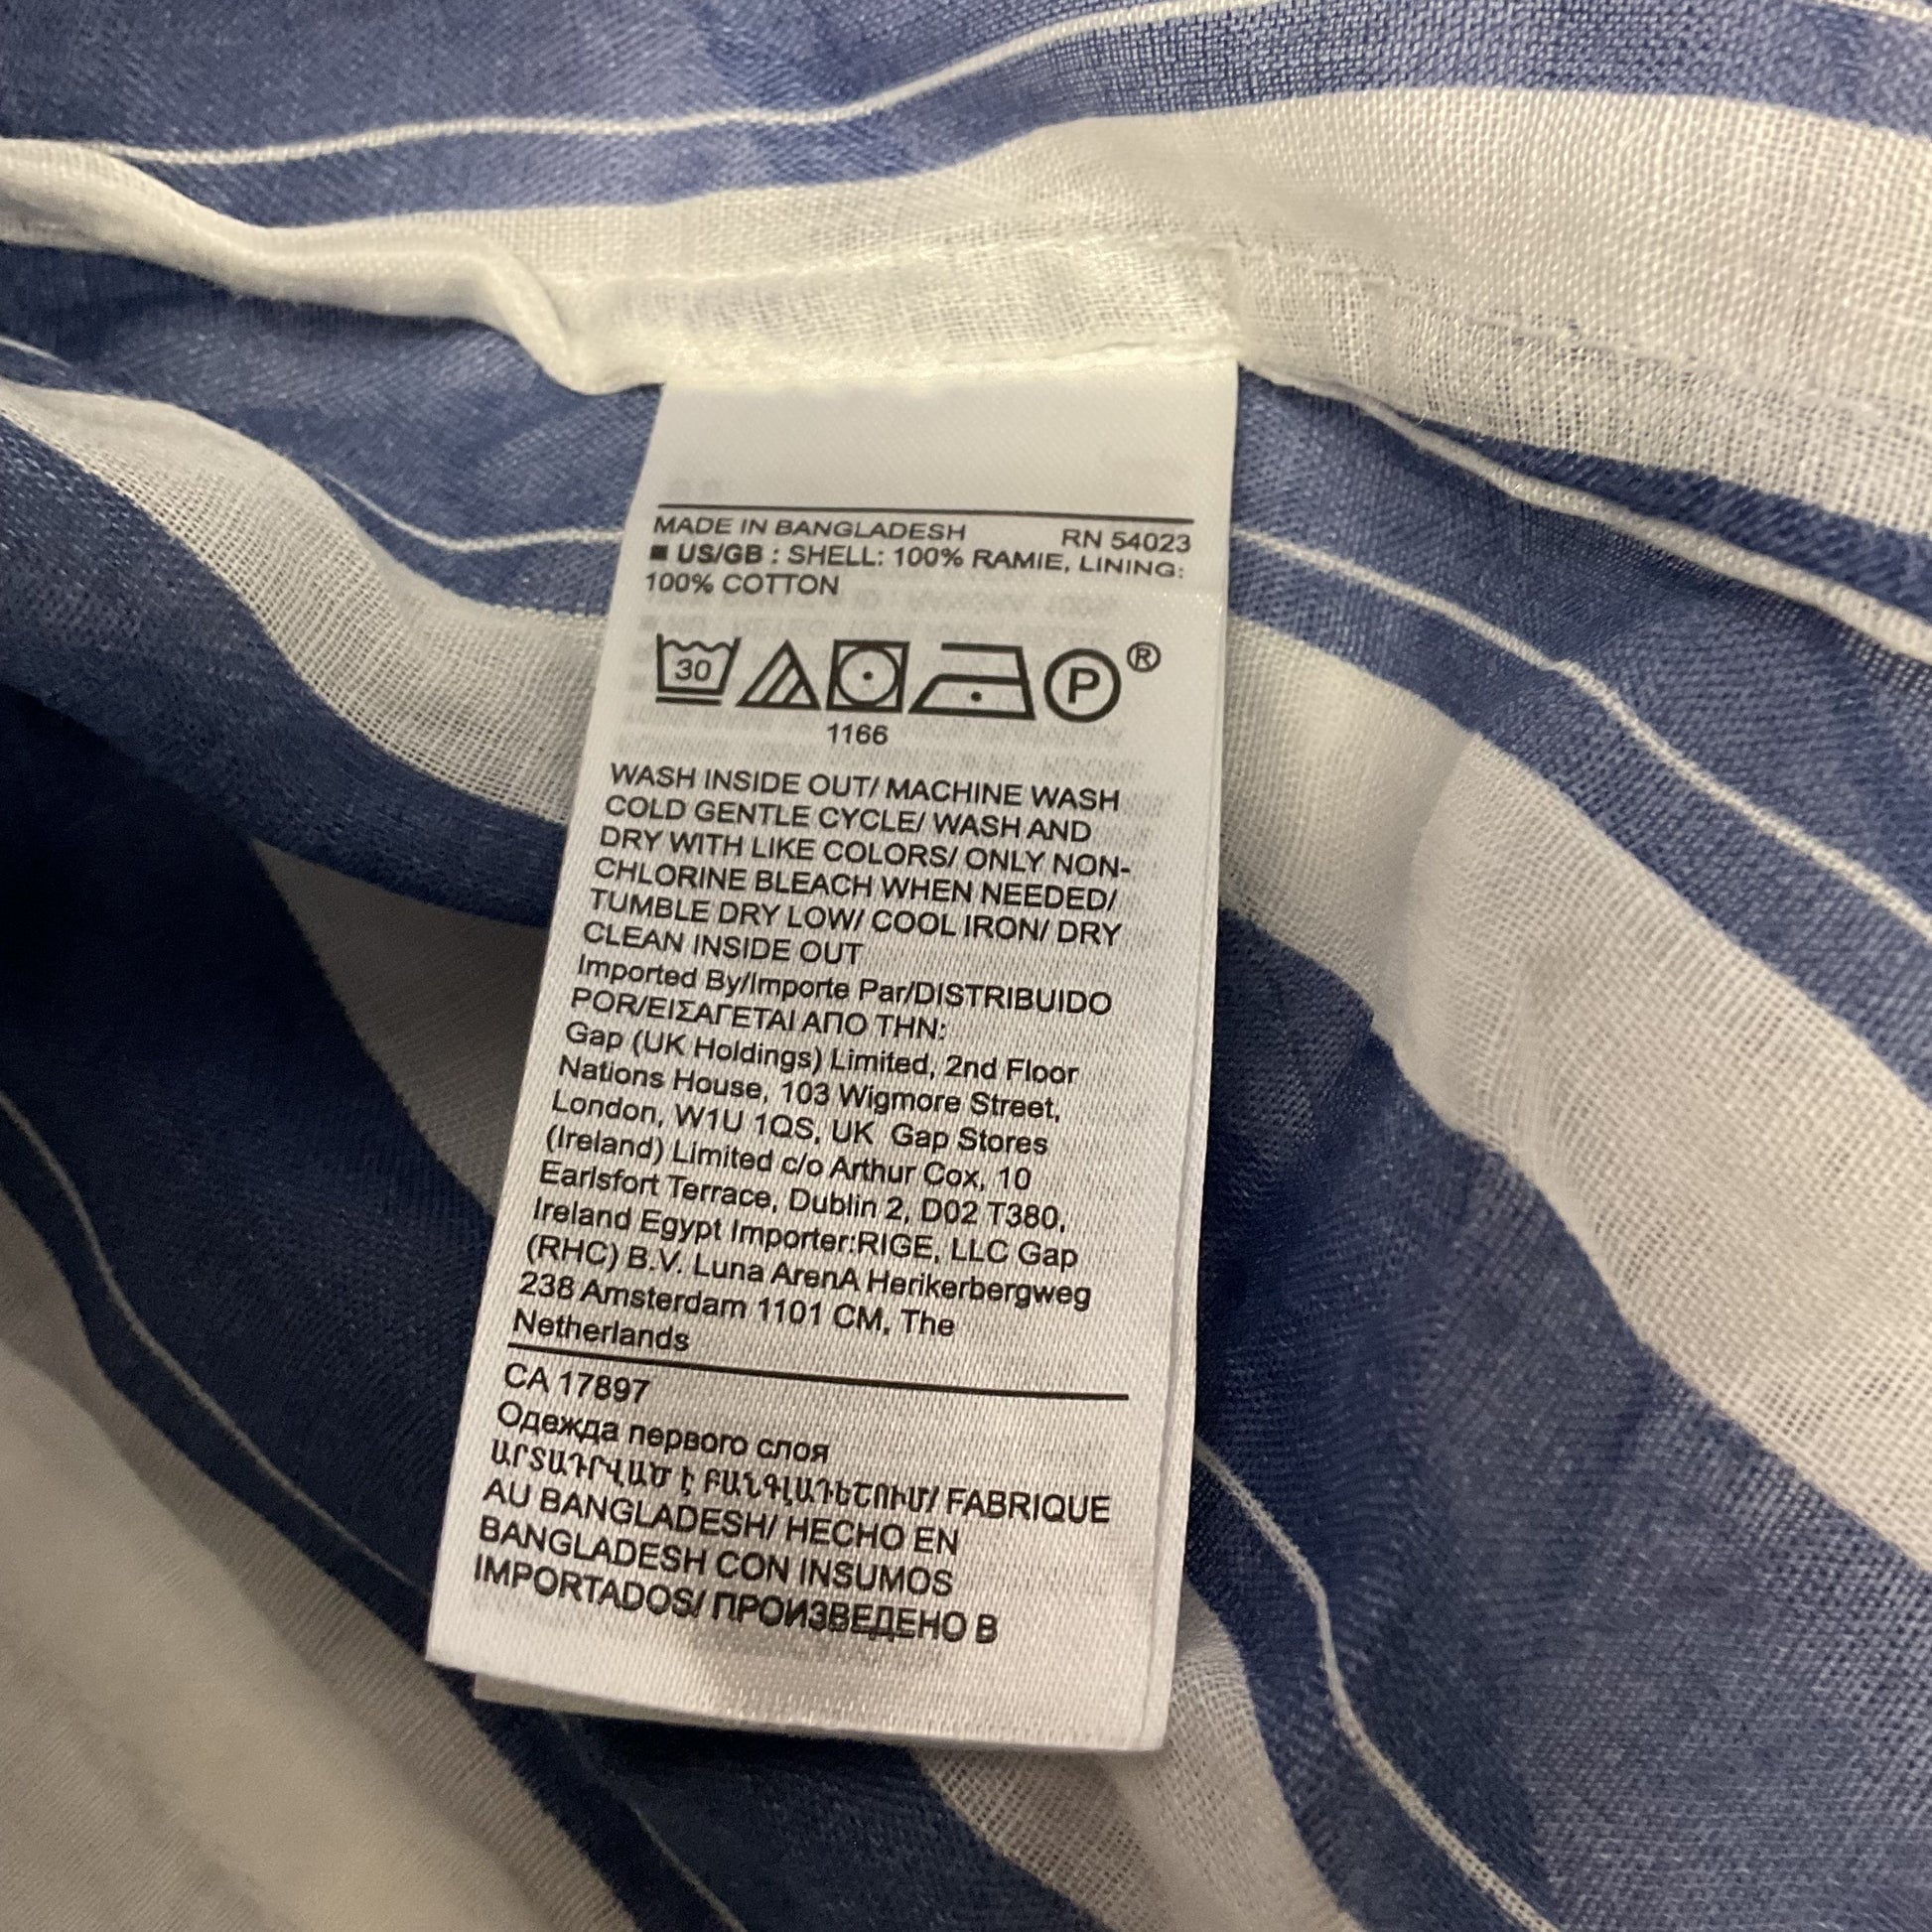 MADE IN BANGLADESH RN 54023
■ US/GB : SHELL: 100% RAMIE, LINING:
100% COTTON
30 P ®
1166
WASH INSIDE OUT/ MACHINE WASH
COLD GENTLE CYCLE/ WASH AND
DRY WITH LIKE COLORS/ ONLY NON-
CHLORINE BLEACH WHEN NEEDED/
TUMBLE DRY LOW/ COOL IRON/ DRY
CLEAN INSIDE OUT
Imported By/Importe Par/DISTRIBUIDO
POR/ΕΙΣΑΓΕΤΑΙ ΑΠΟ ΤΗΝ:
Gap (UK Holdings) Limited, 2nd Floor
Nations House, 103 Wigmore Street,
London, W1U 1QS, UK Gap Stores
(Ireland) Limited c/o Arthur Cox, 10
Earlsfort Terrace, Dublin 2, D02 T380,
Ireland Egypt Importer:RIGE, LLC Gap
(RHC) B.V. Luna ArenA Herikerbergweg
238 Amsterdam 1101 CM, The
Netherlands
CA 17897
Одежда первого слоя
ԱՐՏԱԴՐՎԱԾ Է ԲԱՆԳԼԱԴԵՇՈՒՄ/ FABRIQUE
AU BANGLADESH/ HECHO EN
BANGLADESH CON INSUMOS
IMPORTADOS/ ПРОИЗВЕДЕНО В